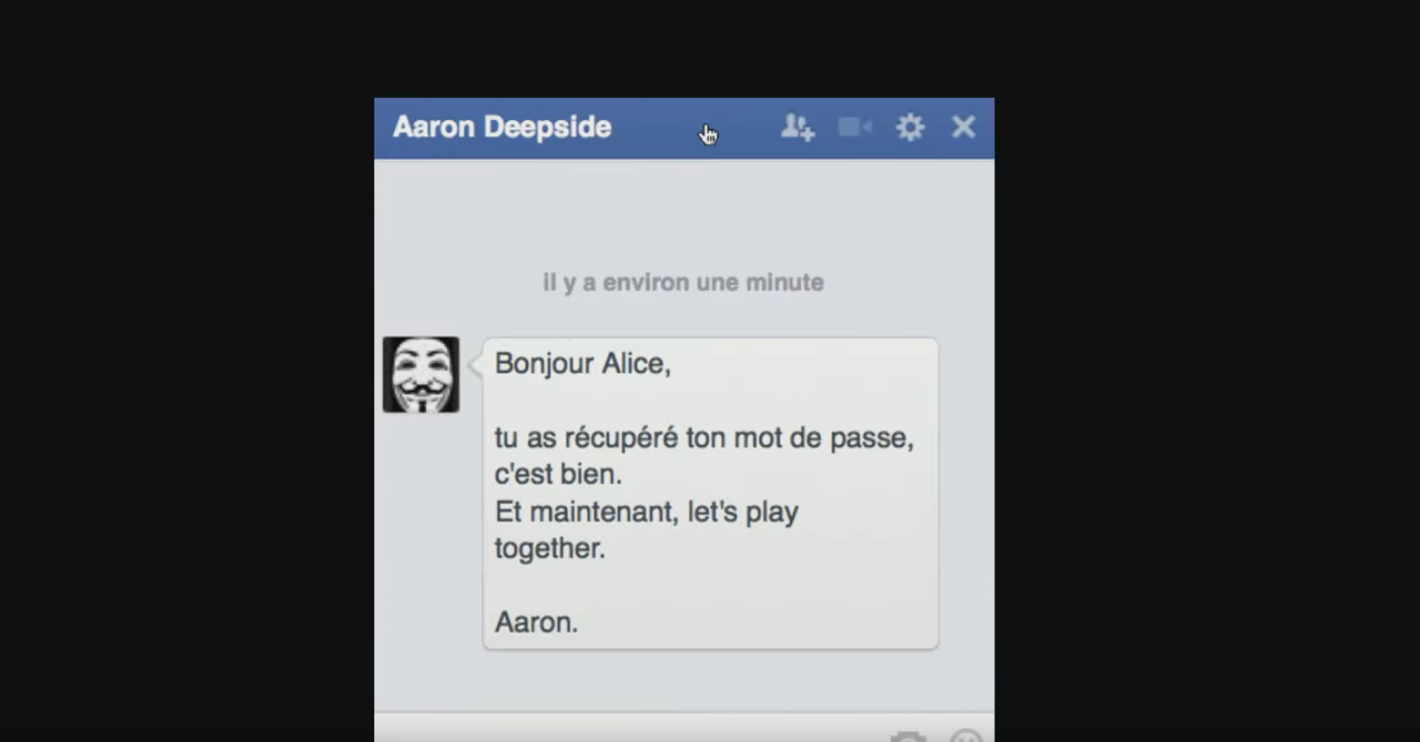 Aaron Deepside
il y a environ une minute
Bonjour Alice,
tu as récupéré ton mot de passe,
c'est bien.
Et maintenant, let's play
together.
Aaron.